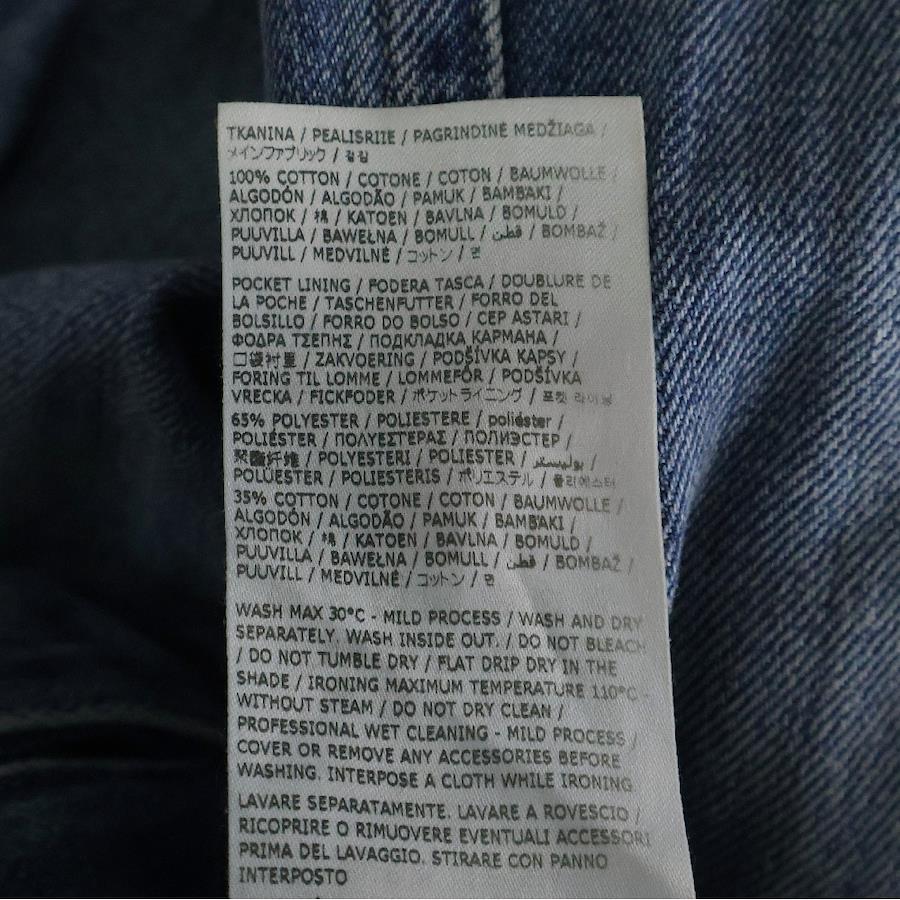 TKANINA / PEALISRIIE / PAGRINDINĖ MEDŽIAGA /
メインファブリック / 겉감
100% COTTON / COTONE / COTON / BAUMWOLLE /
ALGODÓN / ALGODÃO / PAMUK / ΒΑΜΒΑΚΙ /
ХЛОПОК / 棉 / KATOEN / BAVLNA / BOMULD /
PUUVILLA / BAWEŁNA / BOMULL / قطن / BOMBAŽ /
PUUVILL / MEDVILNĖ / コットン / 면
POCKET LINING / FODERA TASCA / DOUBLURE DE
LA POCHE / TASCHENFUTTER / FORRO DEL
BOLSILLO / FORRO DO BOLSO / CEP ASTARI /
ΦΟΔΡΑ ΤΣΕΠΗΣ / ПОДКЛАДКА КАРМАНА /
口袋衬里 / ZAKVOERING / PODŠÍVKA KAPSY /
FORING TIL LOMME / LOMMEFÔR / PODŠÍVKA
VRECKA / FICKFODER / ポケットライニング / 포켓 라이닝
65% POLYESTER / POLIESTERE / poliéster /
POLIÉSTER / ΠΟΛΥΕΣΤΕΡΑΣ / ПОЛИЭСТЕР /
聚酯纤维 / POLYESTERI / POLIESTER / بوليستر /
POLÜESTER / POLIESTERIS / ポリエステル / 폴리에스터
35% COTTON / COTONE / COTON / BAUMWOLLE /
ALGODÓN / ALGODÃO / PAMUK / ΒΑΜΒΑΚΙ /
ХЛОПОК / 棉 / KATOEN / BAVLNA / BOMULD /
PUUVILLA / BAWEŁNA / BOMULL / قطن / BOMBAŽ /
PUUVILL / MEDVILNĖ / コットン / 면
WASH MAX 30°C - MILD PROCESS / WASH AND DRY
SEPARATELY. WASH INSIDE OUT. / DO NOT BLEACH
/ DO NOT TUMBLE DRY / FLAT DRIP DRY IN THE
SHADE / IRONING MAXIMUM TEMPERATURE 110°C -
WITHOUT STEAM / DO NOT DRY CLEAN /
PROFESSIONAL WET CLEANING - MILD PROCESS /
COVER OR REMOVE ANY ACCESSORIES BEFORE
WASHING. INTERPOSE A CLOTH WHILE IRONING
LAVARE SEPARATAMENTE. LAVARE A ROVESCIO /
RICOPRIRE O RIMUOVERE EVENTUALI ACCESSORI
PRIMA DEL LAVAGGIO. STIRARE CON PANNO
INTERPOSTO